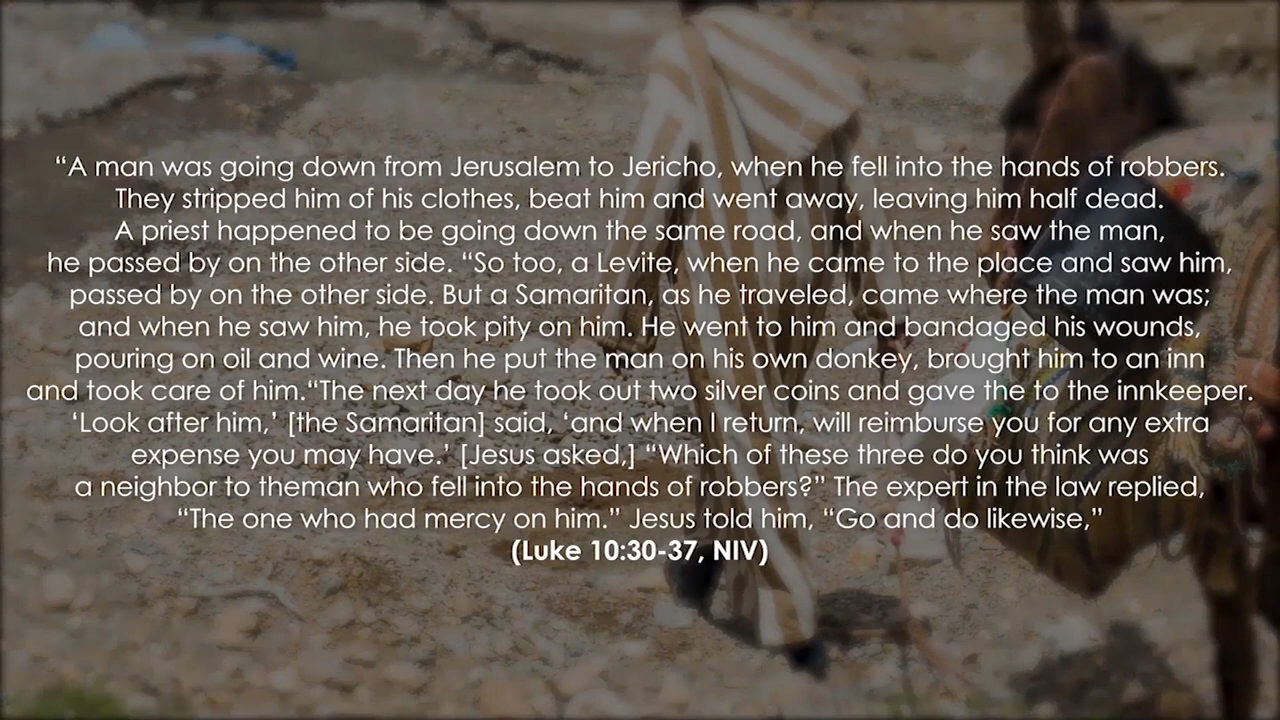 “A man was going down from Jerusalem to Jericho, when he fell into the hands of robbers.
They stripped him of his clothes, beat him and went away, leaving him half dead.
A priest happened to be going down the same road, and when he saw the man,
he passed by on the other side. “So too, a Levite, when he came to the place and saw him,
passed by on the other side. But a Samaritan, as he traveled, came where the man was;
and when he saw him, he took pity on him. He went to him and bandaged his wounds,
pouring on oil and wine. Then he put the man on his own donkey, brought him to an inn
and took care of him.“The next day he took out two silver coins and gave the to the innkeeper.
‘Look after him,’ [the Samaritan] said, ‘and when I return, will reimburse you for any extra
expense you may have.’ [Jesus asked,] “Which of these three do you think was
a neighbor to theman who fell into the hands of robbers?” The expert in the law replied,
“The one who had mercy on him.” Jesus told him, “Go and do likewise,”
(Luke 10:30-37, NIV)